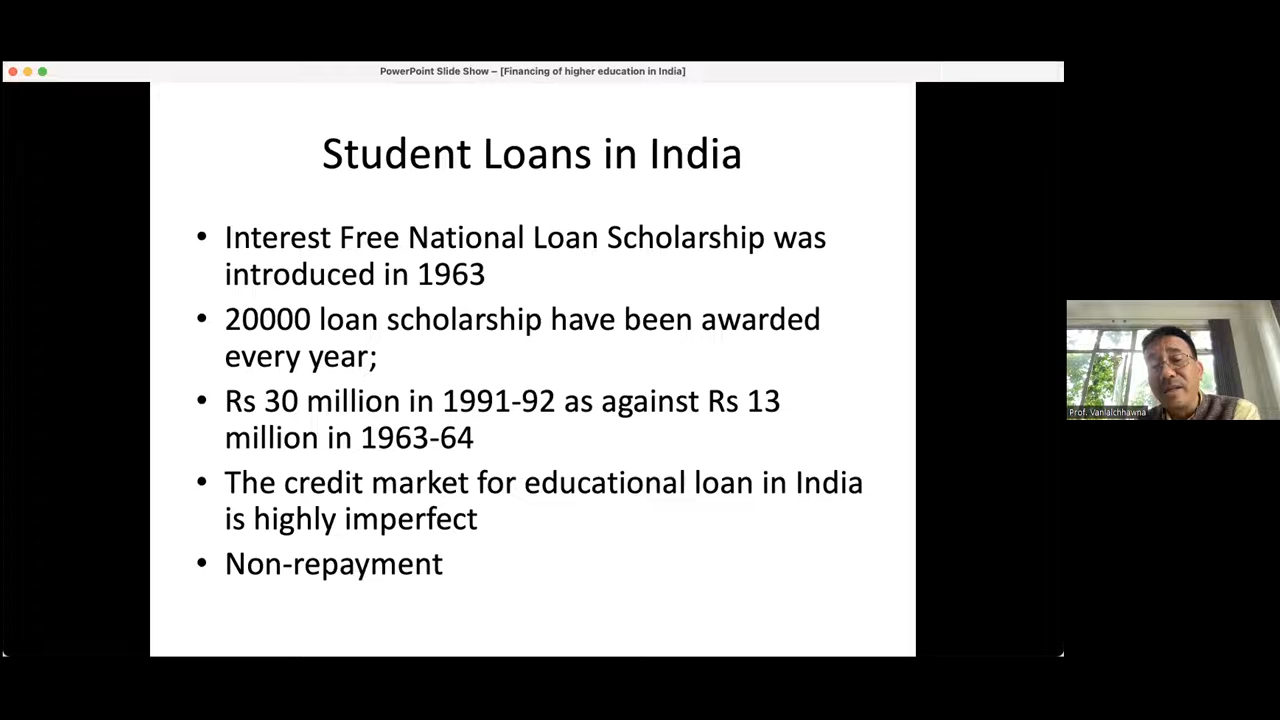 PowerPoint Slide Show – [Financing of higher education in India]
Student Loans in India
• Interest Free National Loan Scholarship was
introduced in 1963
• 20000 loan scholarship have been awarded
every year;
• Rs 30 million in 1991-92 as against Rs 13
million in 1963-64
• The credit market for educational loan in India
is highly imperfect
• Non-repayment
Prof. Vanlalchhawna